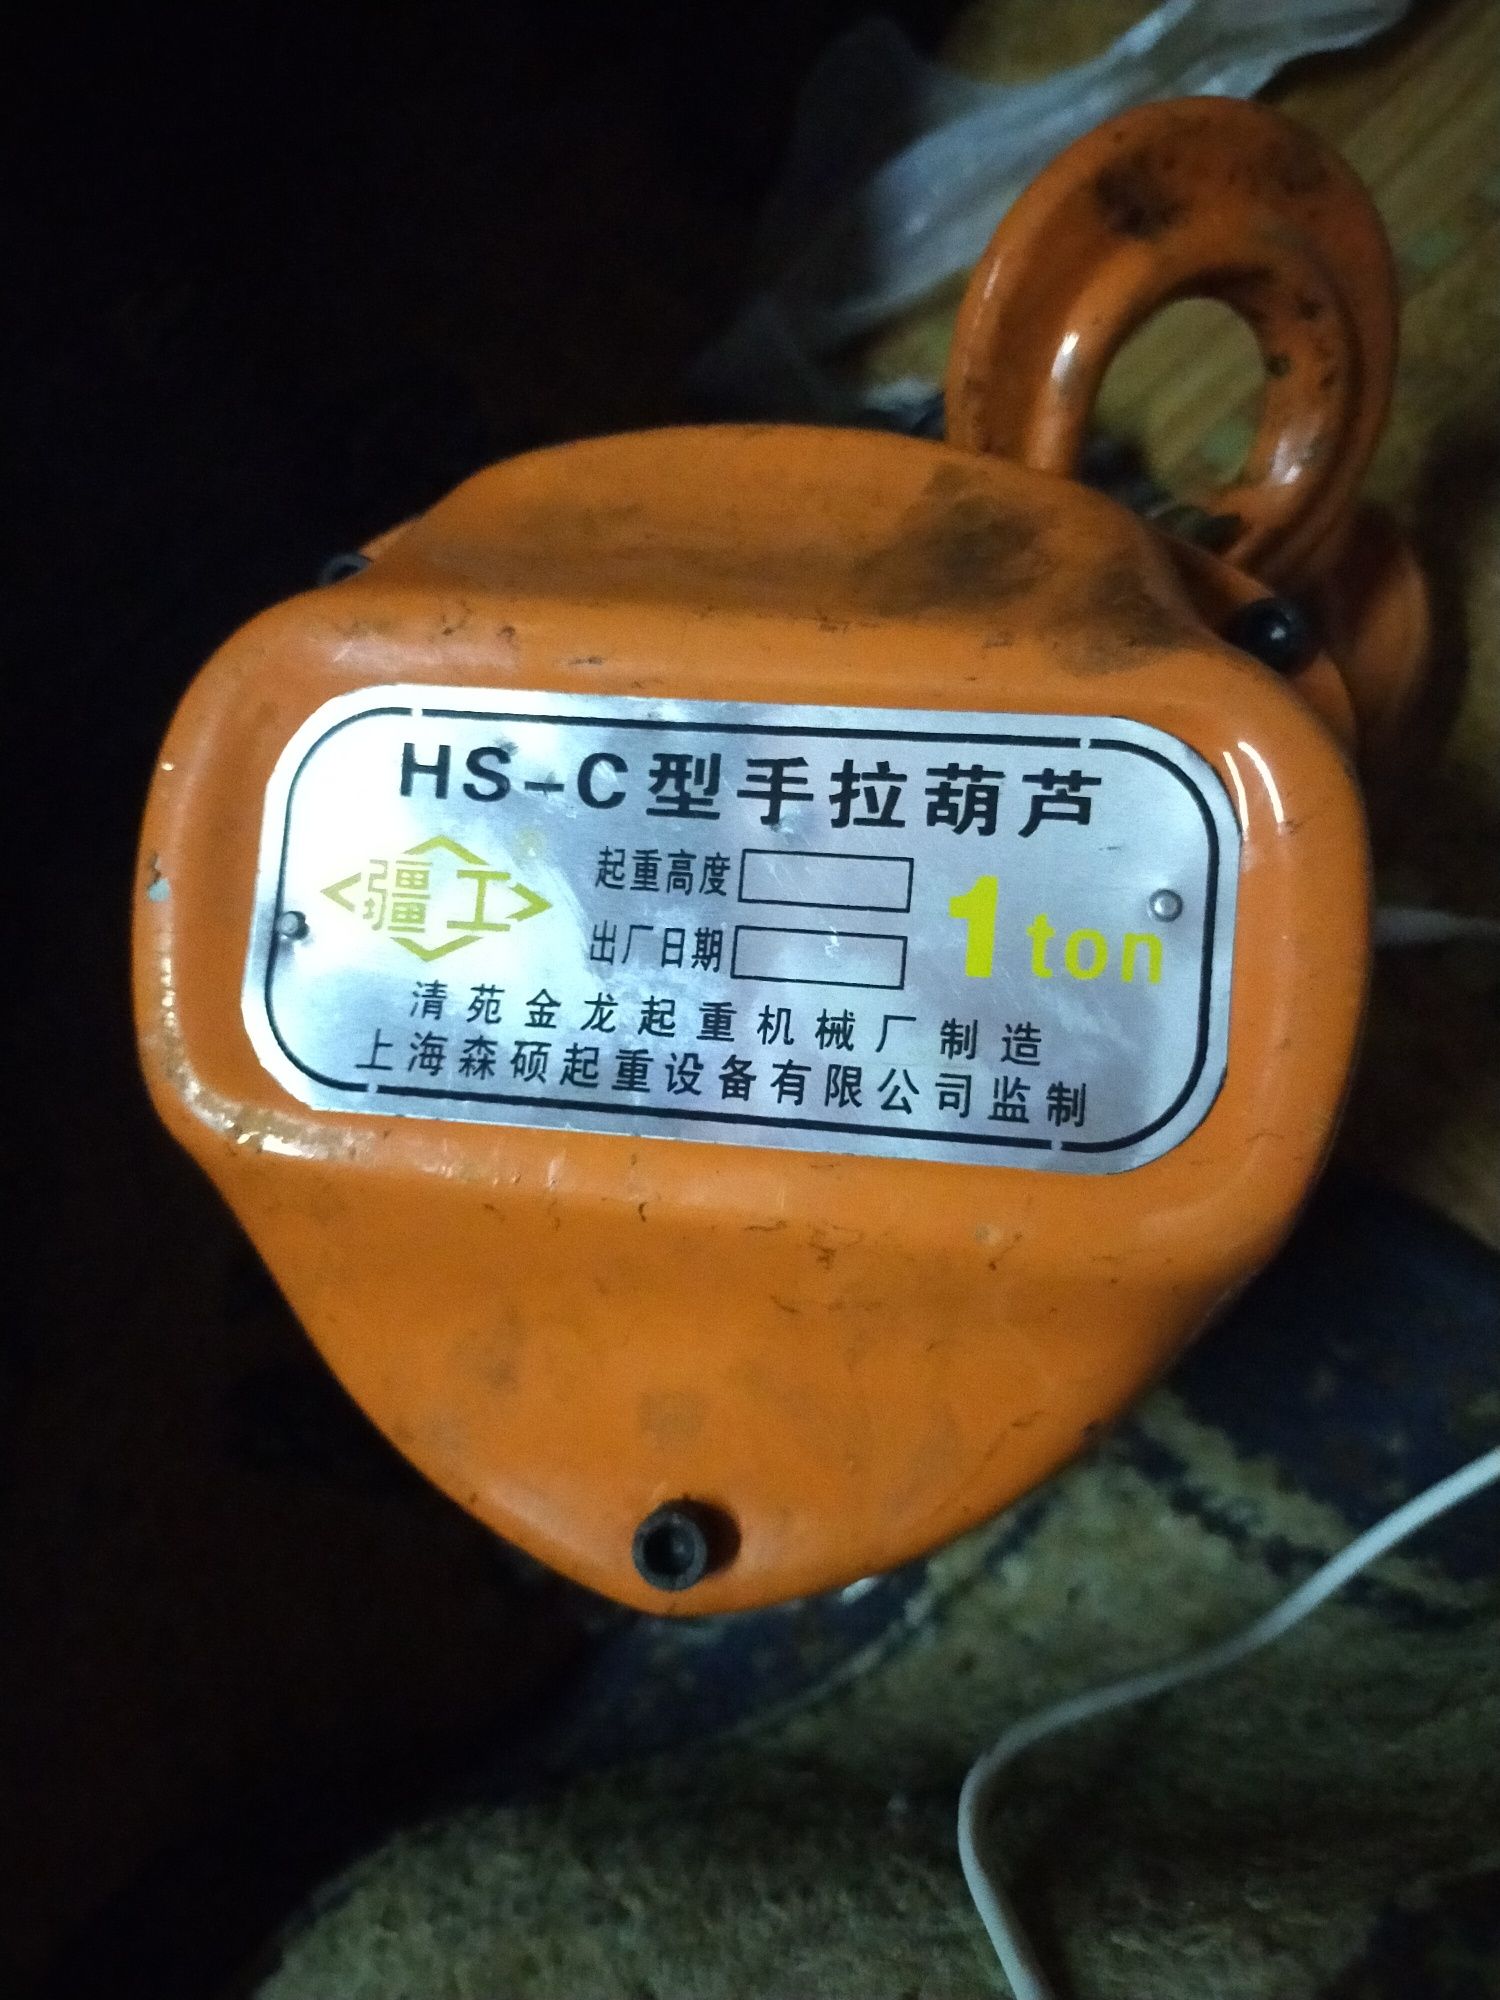 HS-C型手拉葫芦
疆工®
起重高度
出厂日期
1ton
清苑金龙起重机械厂制造
上海森硕起重设备有限公司监制